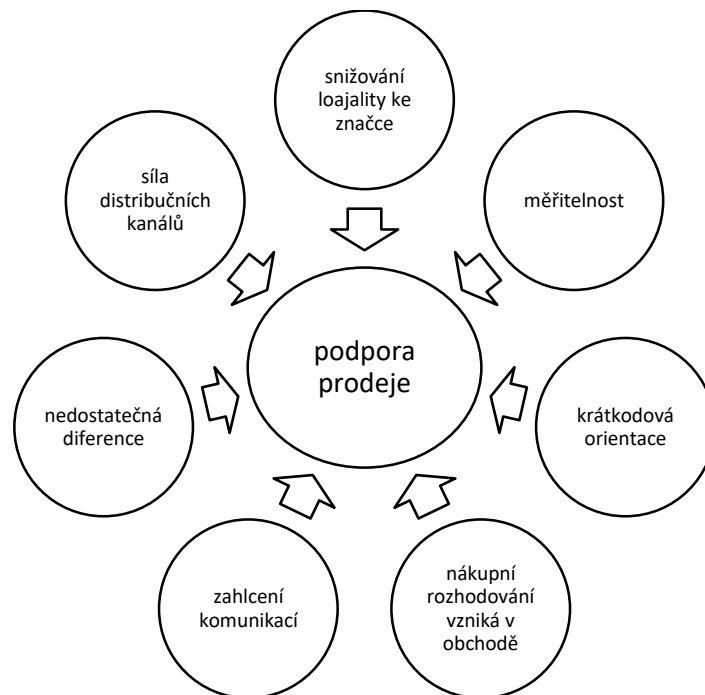 snižování
loajality ke
značce
měřitelnost
krátkodová
orientace
nákupní
rozhodování
vzniká v
obchodě
zahlcení
komunikací
nedostatečná
diference
síla
distribučních
kanálů
podpora
prodeje